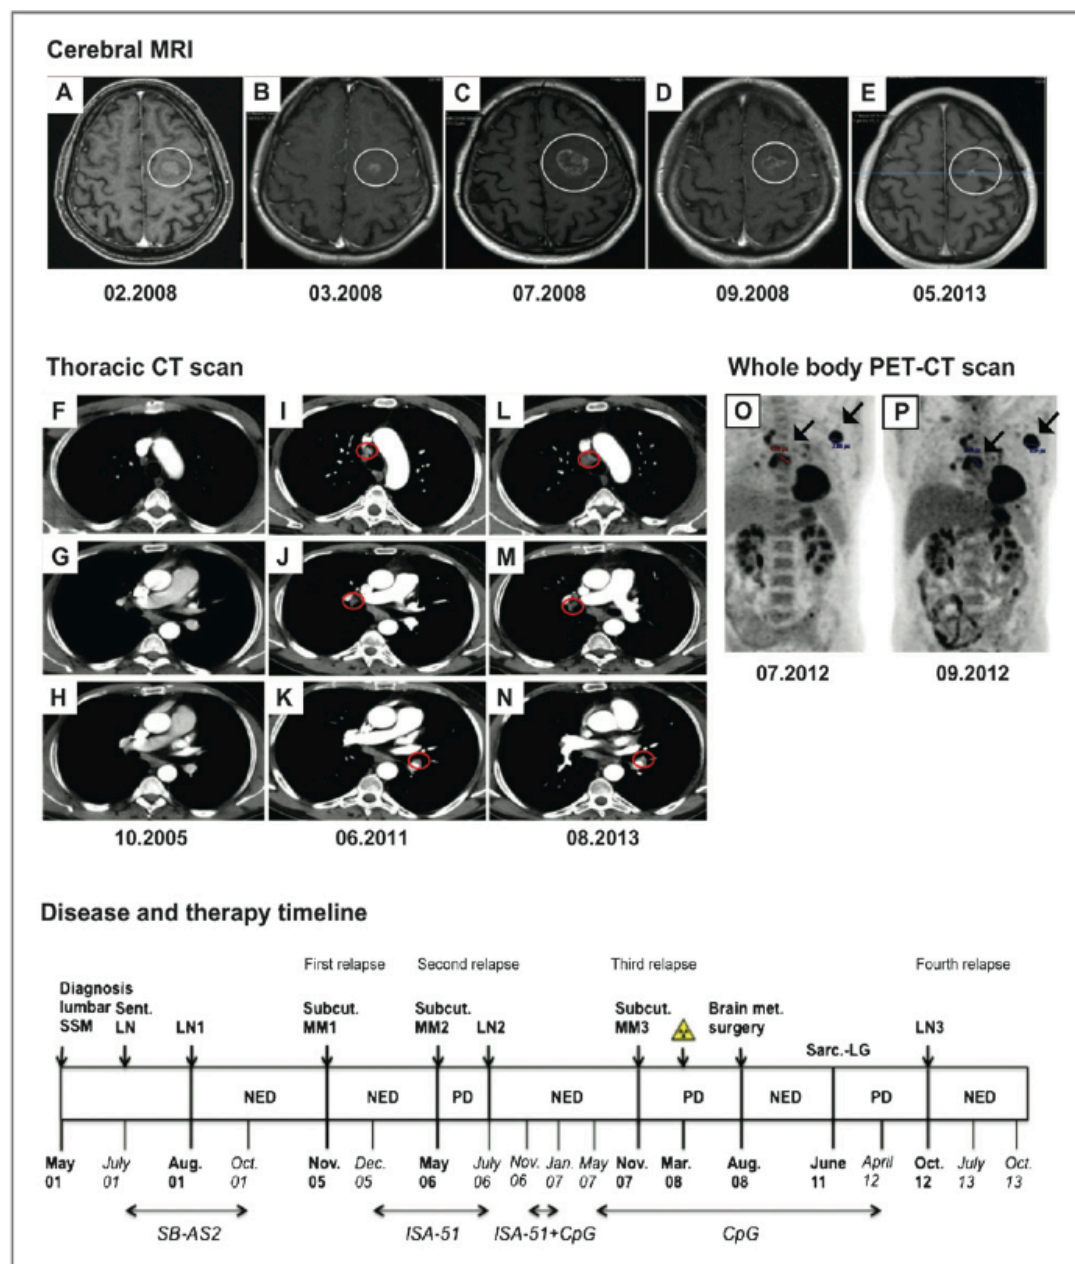 Cerebral MRI
A B C D E
02.2008 03.2008 07.2008 09.2008 05.2013
Thoracic CT scan Whole body PET-CT scan
F I L O P
G J M
07.2012 09.2012
H K N
10.2005 06.2011 08.2013
Disease and therapy timeline
First relapse Second relapse Third relapse Fourth relapse
Diagnosis
lumbar Sent. Subcut. Subcut. Subcut. Brain met.
SSM LN LN1 MM1 MM2 LN2 MM3 surgery LN3
Sarc.-LG
NED NED PD NED PD NED PD NED
May July Aug. Oct. Nov. Dec. May July Nov. Jan. May Nov. Mar. Aug. June April Oct. July Oct.
01 01 01 01 05 05 06 06 06 07 07 07 08 08 11 12 12 13 13
SB-AS2 ISA-51 ISA-51+CpG CpG